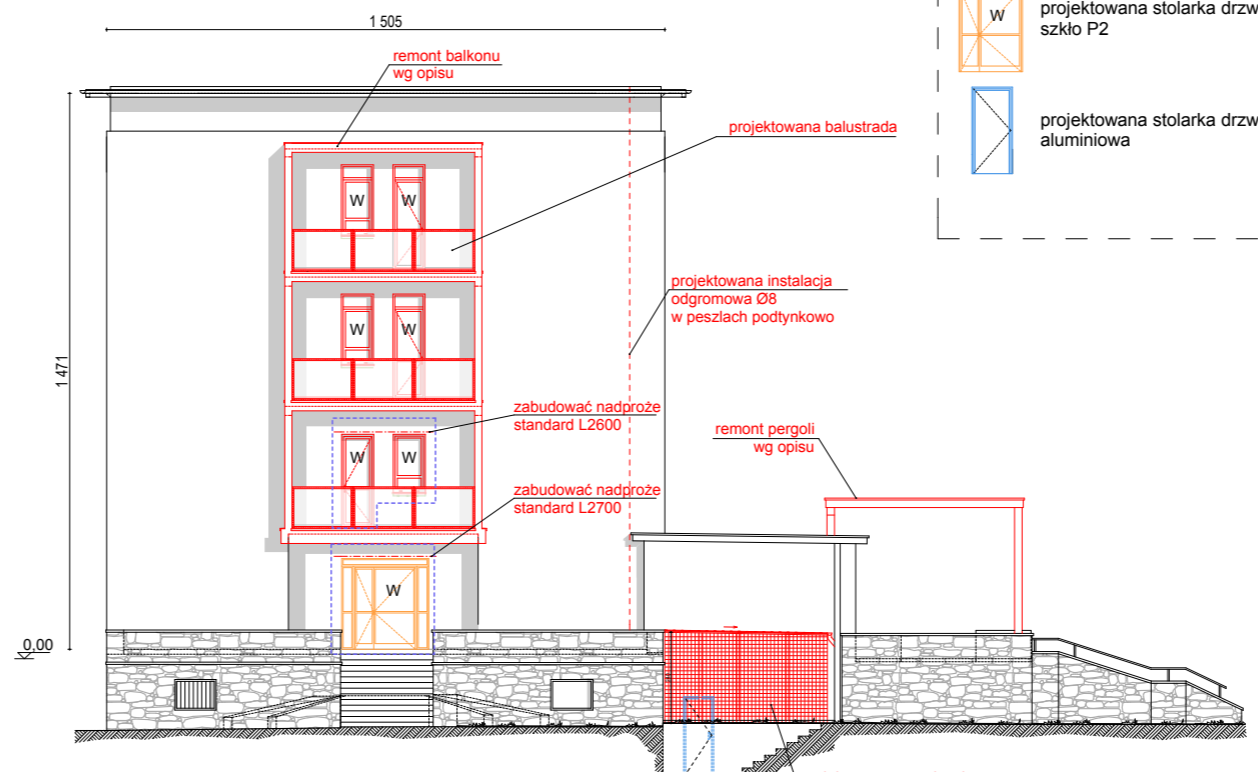 1 505
W
projektowana stolarka drzw
szkło P2
projektowana stolarka drzw
aluminiowa
remont balkonu
wg opisu
projektowana balustrada
W
W
projektowana instalacja
odgromowa Ø8
w peszlach podtynkowo
1 471
W
W
zabudować nadproże
standard L2600
remont pergoli
wg opisu
W
W
zabudować nadproże
standard L2700
W
0,00